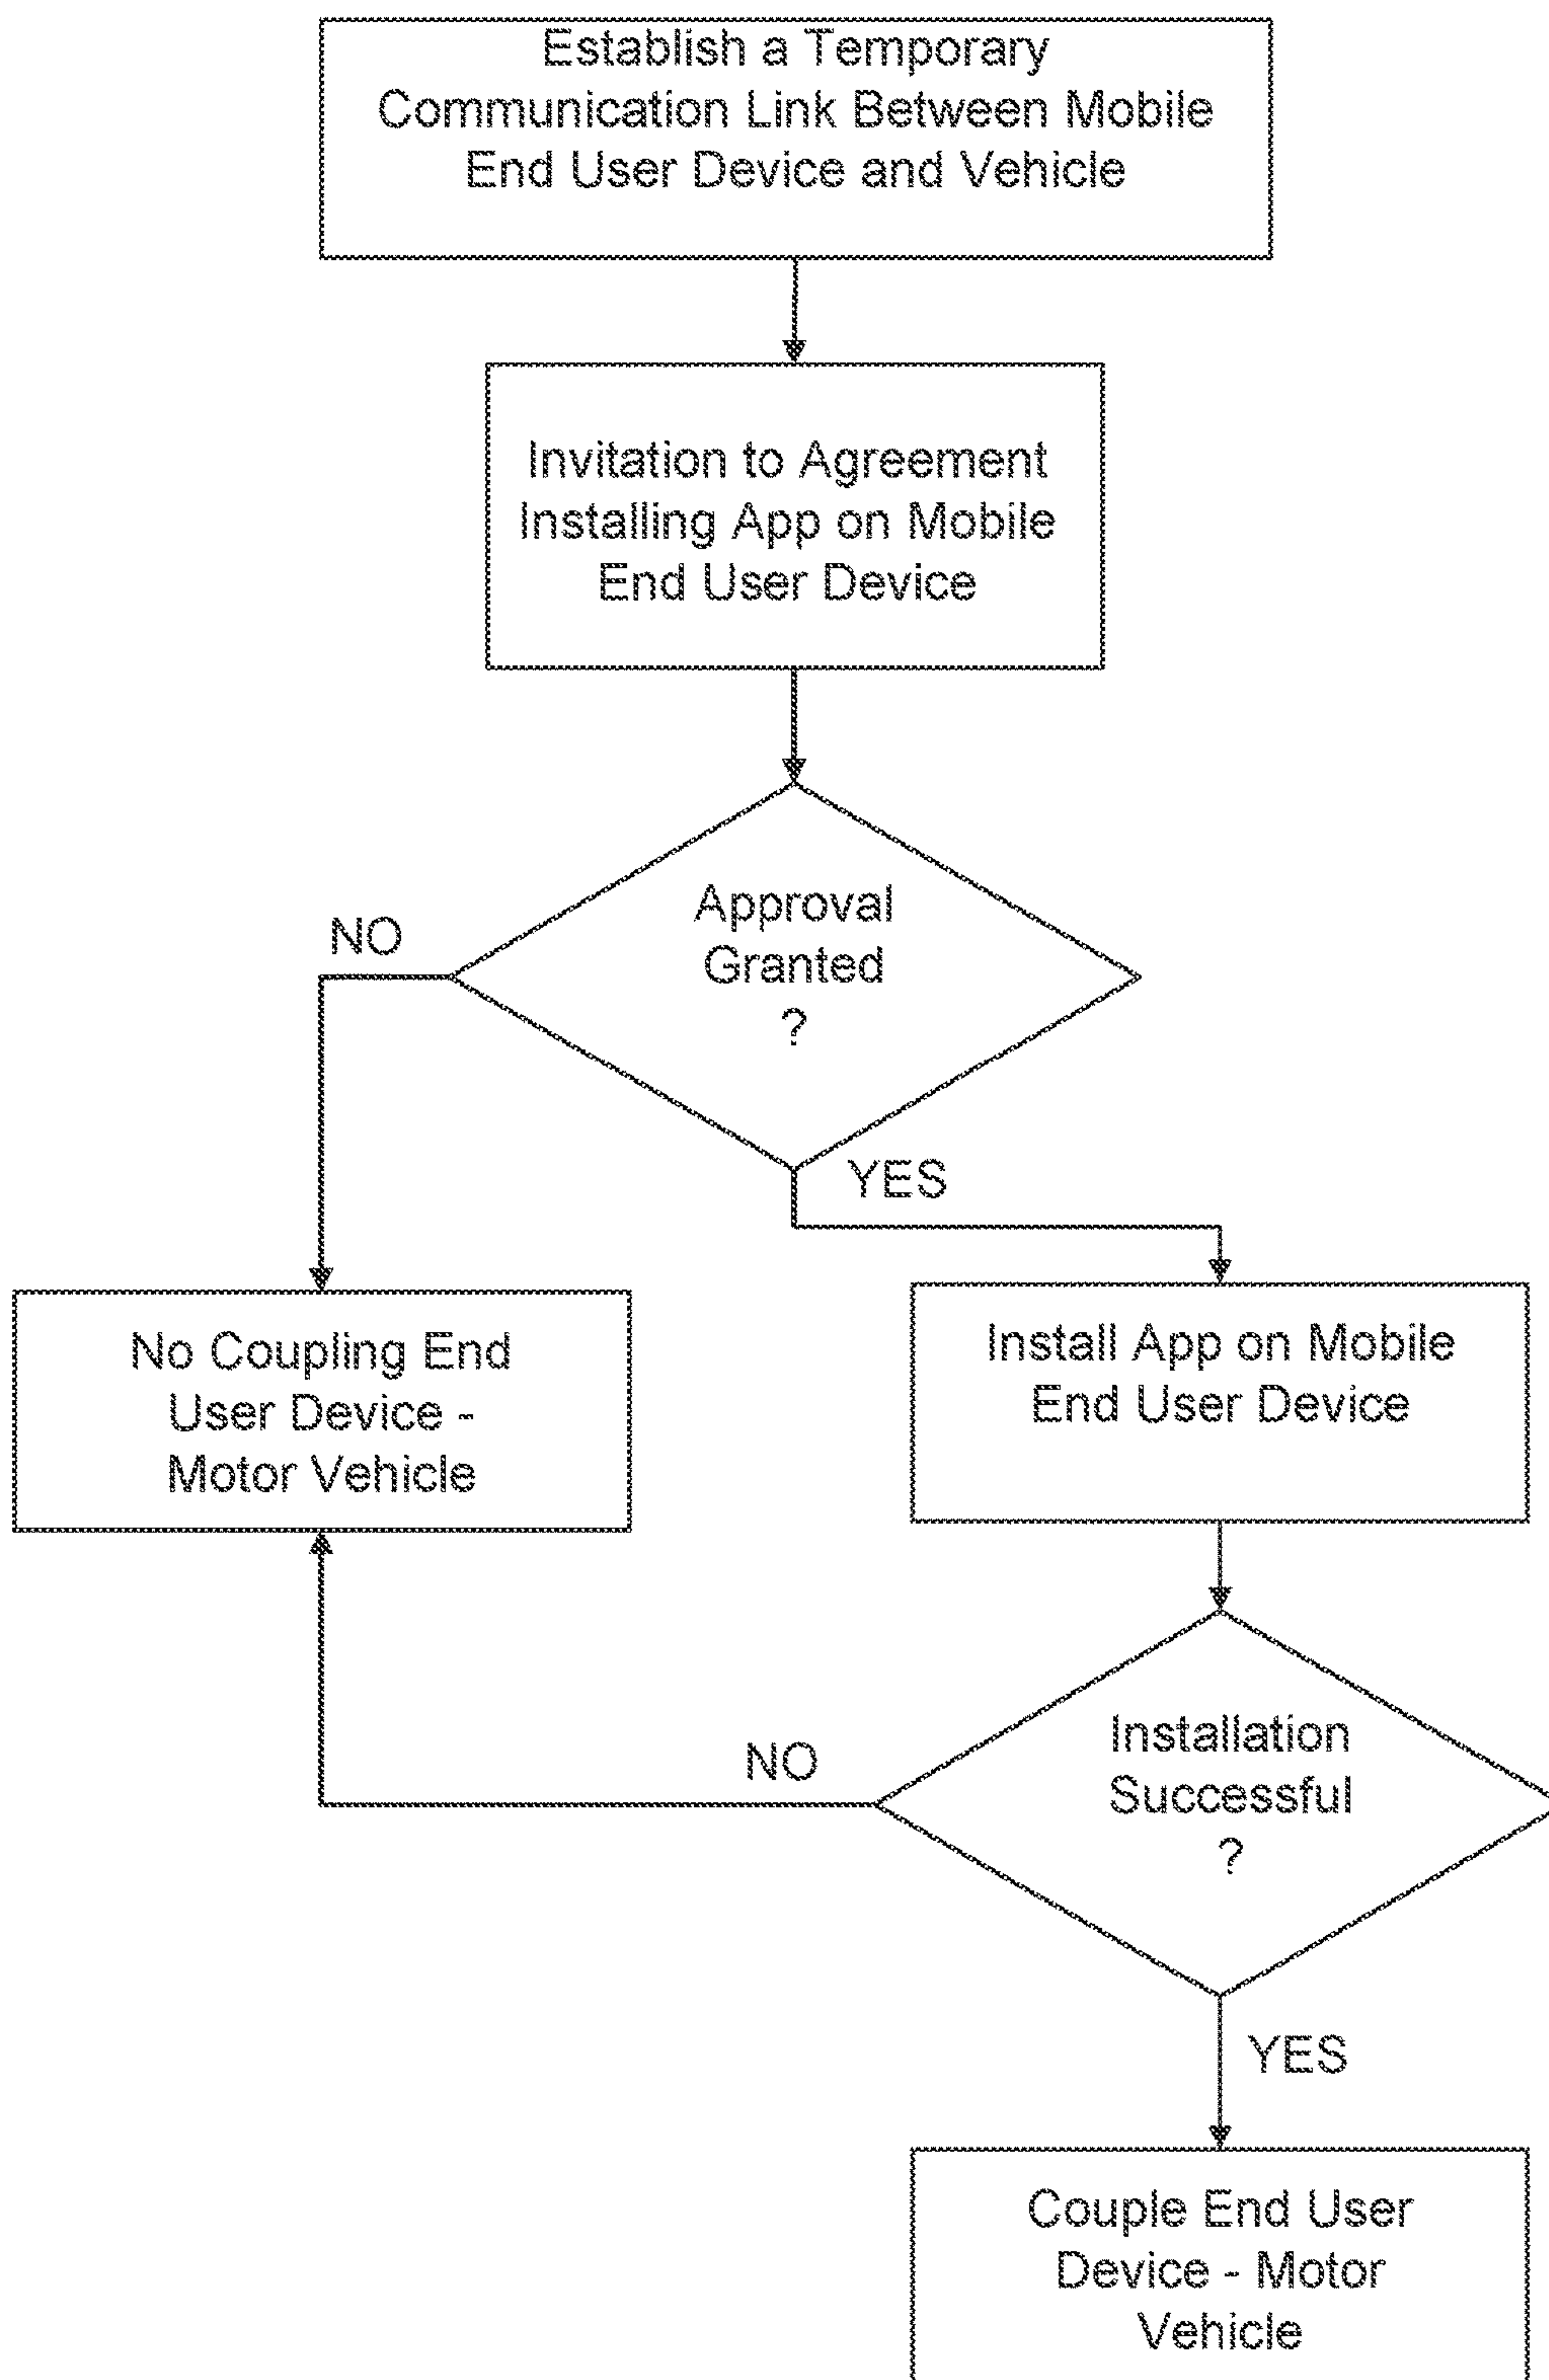 Establish a Temporary
Communication Link Between Mobile
End User Device and Vehicle
Invitation to Agreement
Installing App on Mobile
End User Device
Approval
Granted
?
NO
YES
No Coupling End
User Device -
Motor Vehicle
Install App on Mobile
End User Device
Installation
Successful
?
NO
YES
Couple End User
Device - Motor
Vehicle